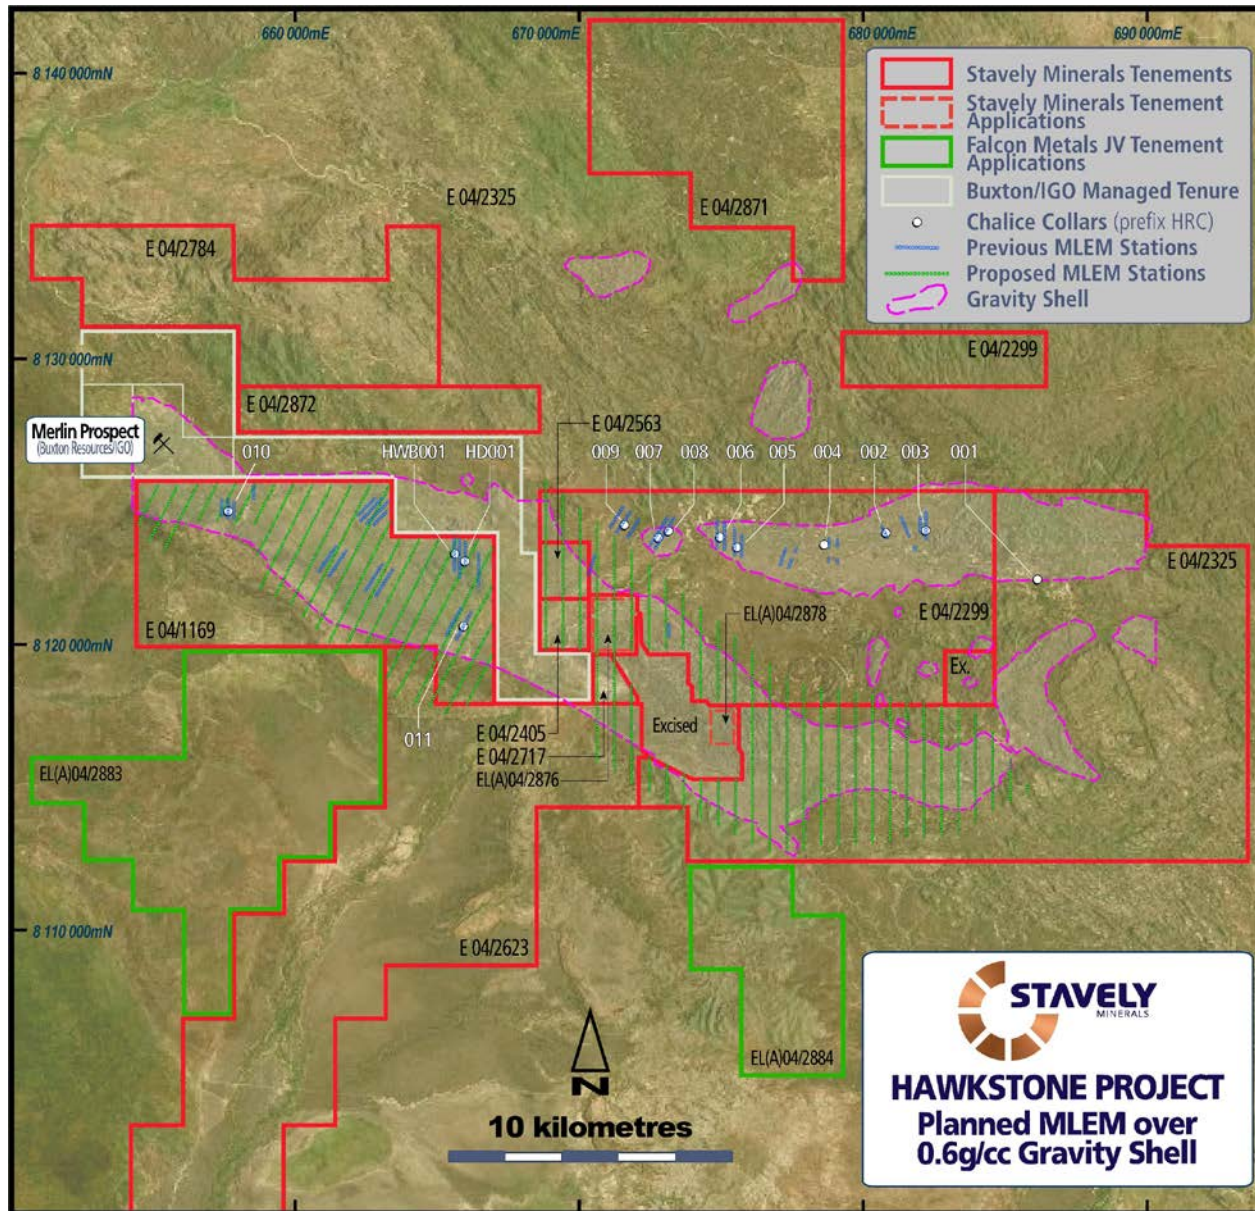 660 000mE
670 000mE
680 000mE
690 000mE
8 140 000mN
Stavely Minerals Tenements
Stavely Minerals Tenement
Applications
Falcon Metals JV Tenement
Applications
Buxton/IGO Managed Tenure
Chalice Collars (prefix HRC)
Previous MLEM Stations
Proposed MLEM Stations
Gravity Shell
E 04/2325
E 04/2871
E 04/2784
8 130 000mN
E 04/2299
E 04/2872
E 04/2563
Merlin Prospect
(Buxton Resources/IGO)
010
HWB001
HD001
009
007
008
006
005
004
002
003
001
E 04/2325
EL(A)04/2878
E 04/2299
8 120 000mN
E 04/1169
Ex.
Excised
011
E 04/2405
E 04/2717
EL(A)04/2876
EL(A)04/2883
8 110 000mN
E 04/2623
EL(A)04/2884
N
10 kilometres
STAVELY
MINERALS
HAWKSTONE PROJECT
Planned MLEM over
0.6g/cc Gravity Shell